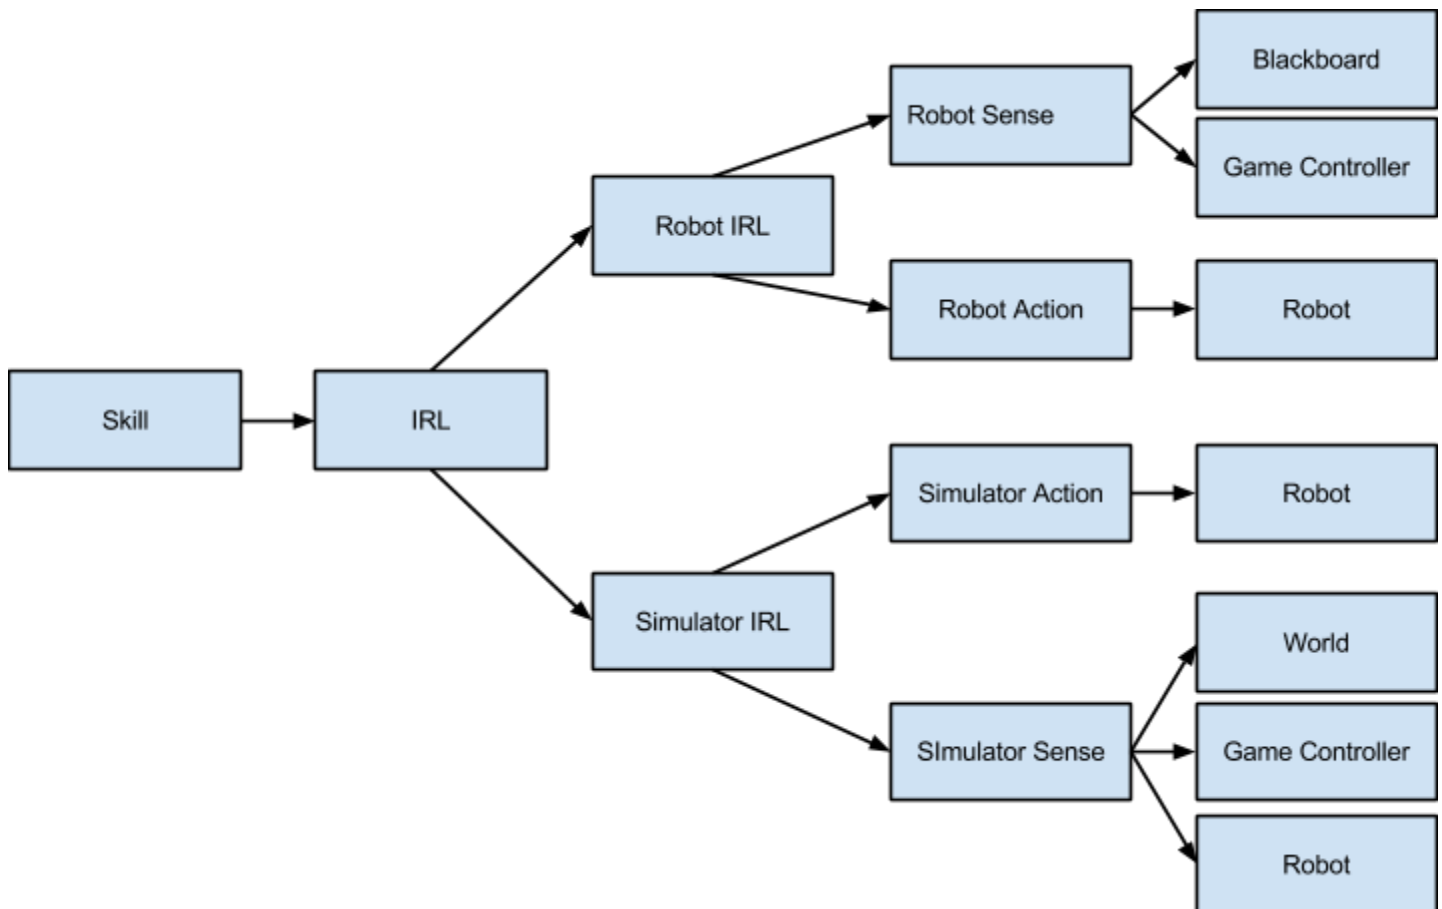 Blackboard
Robot Sense
Game Controller
Robot IRL
Robot Action
Robot
Skill
IRL
Simulator Action
Robot
Simulator IRL
World
SImulator Sense
Game Controller
Robot